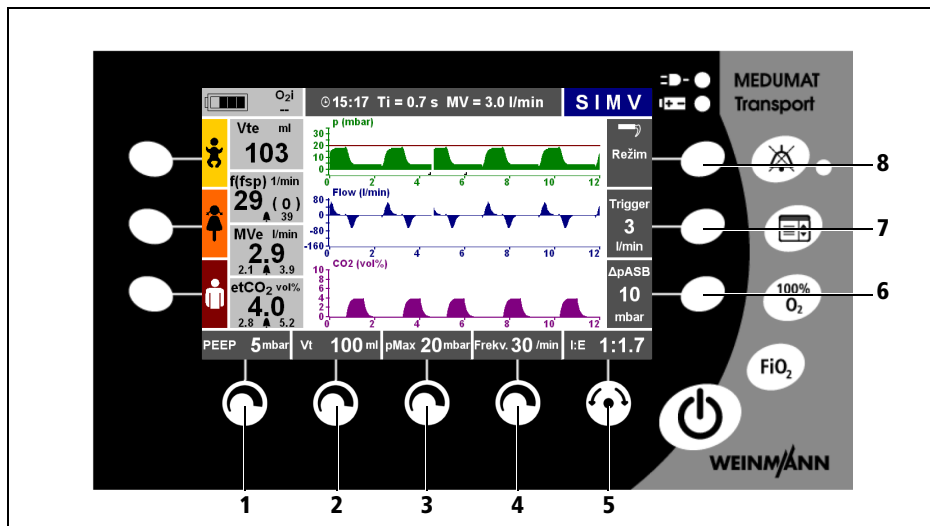 MEDUMAT
Transport
O₂i
--
15:17 Ti = 0.7 s MV = 3.0 l/min
SIMV
Vte ml
103
f(fsp) 1/min
29 ( 0 )
39
MVe l/min
2.9
2.1 3.9
etCO₂ vol%
4.0
2.8 5.2
p (mbar)
30
20
10
0
0 2 4 6 8 10 12
Flow (l/min)
80
0
-80
-160
0 2 4 6 8 10 12
CO2 (vol%)
10
8
6
4
2
0
0 2 4 6 8 10 12
Režim
Trigger
3
l/min
ΔpASB
10
mbar
PEEP 5 mbar
Vt 100 ml
pMax 20 mbar
Frekv. 30 /min
I:E 1:1.7
8
7
6
100%
O₂
FiO₂
WEINMANN
1 2 3 4 5